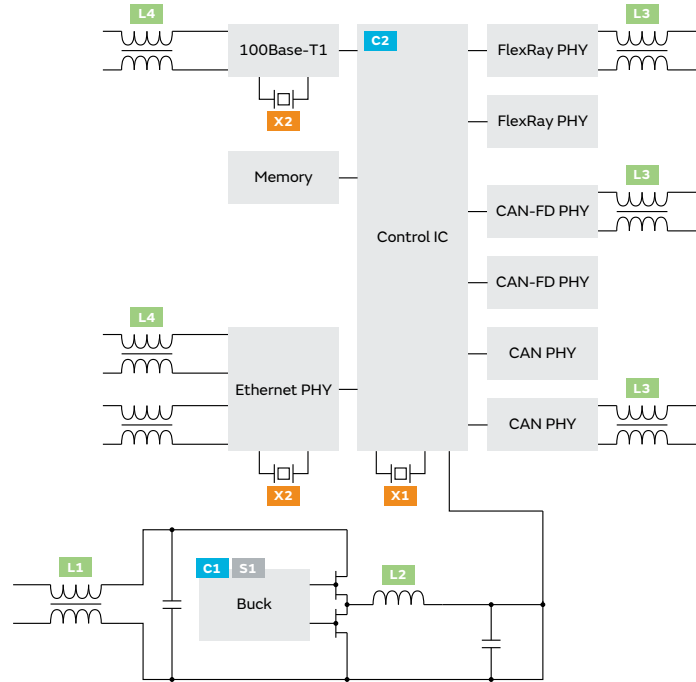 L4
L3
100Base-T1
C2
FlexRay PHY
X2
FlexRay PHY
Memory
L3
CAN-FD PHY
Control IC
CAN-FD PHY
L4
CAN PHY
Ethernet PHY
L3
CAN PHY
X2
X1
L1
C1 S1
L2
Buck